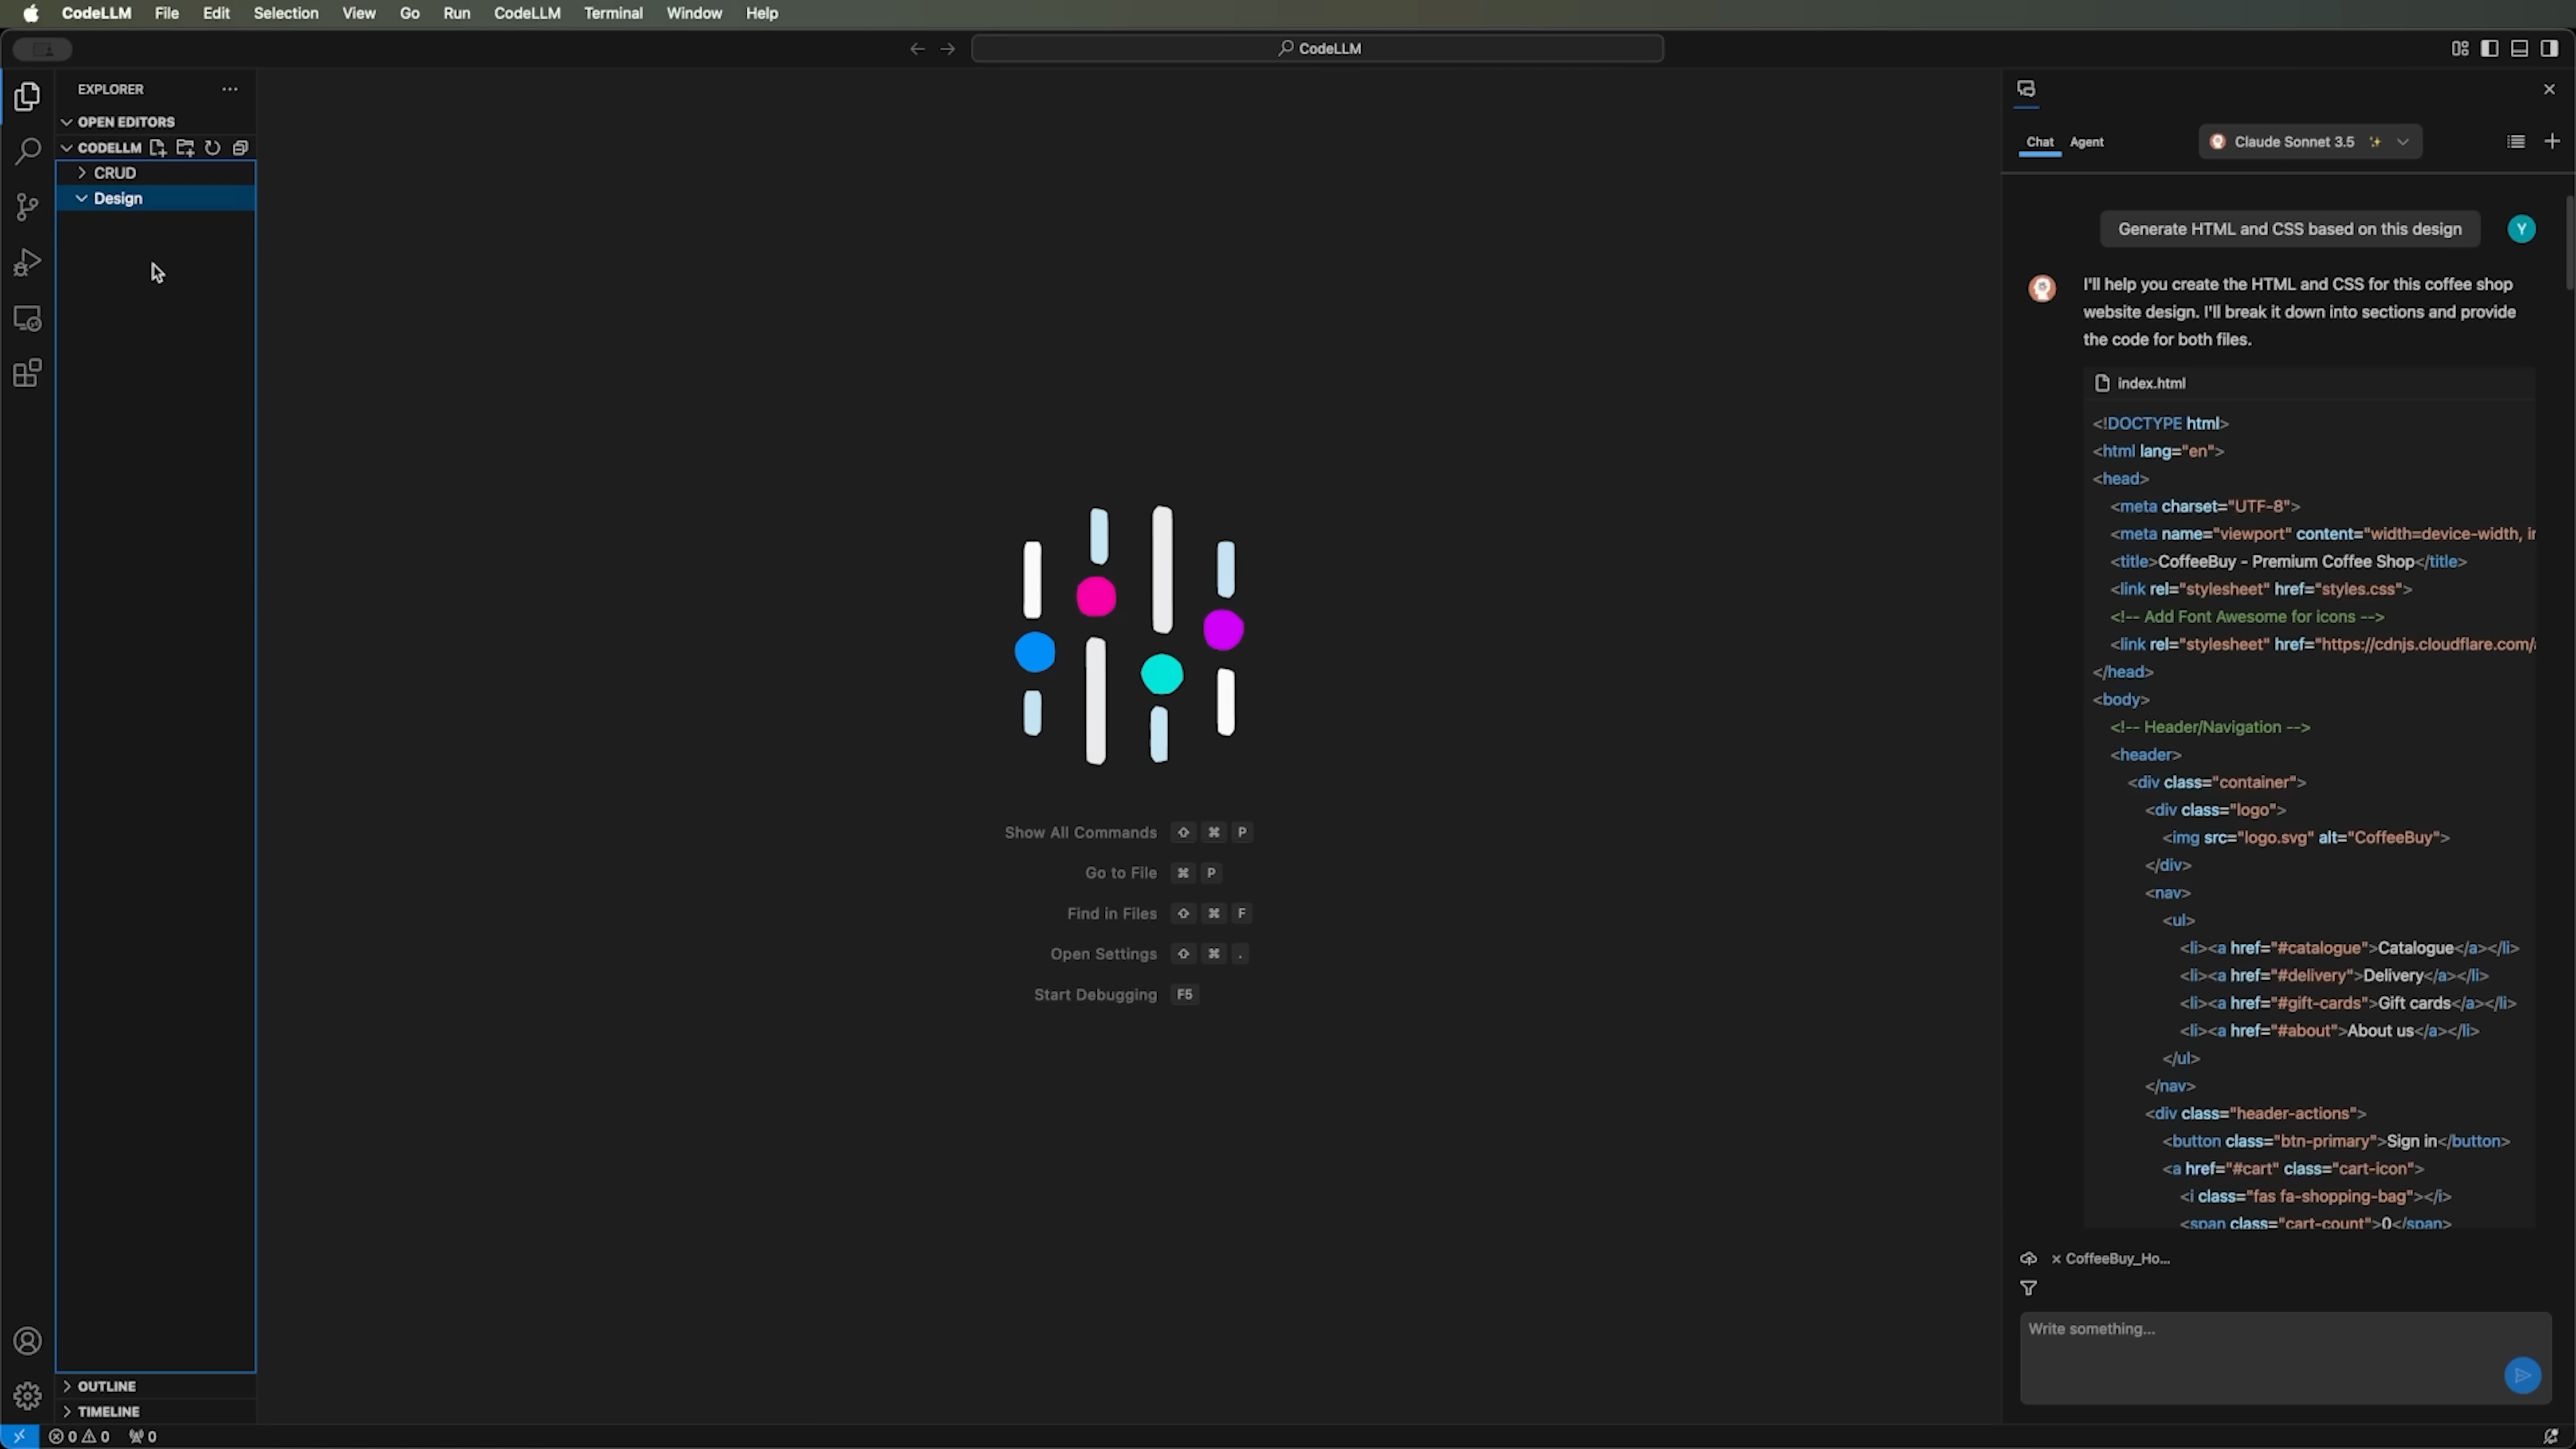 CodeLLM File Edit Selection View Go Run CodeLLM Terminal Window Help
CodeLLM
EXPLORER
OPEN EDITORS
CODELLM
CRUD
Design
OUTLINE
TIMELINE
0 0 0
Show All Commands ⇧ ⌘ P
Go to File ⌘ P
Find in Files ⇧ ⌘ F
Open Settings ⇧ ⌘ .
Start Debugging F5
Chat Agent Claude Sonnet 3.5
Generate HTML and CSS based on this design Y
I'll help you create the HTML and CSS for this coffee shop
website design. I'll break it down into sections and provide
the code for both files.
index.html
<!DOCTYPE html>
<html lang="en">
<head>
<meta charset="UTF-8">
<meta name="viewport" content="width=device-width, in
<title>CoffeeBuy - Premium Coffee Shop</title>
<link rel="stylesheet" href="styles.css">
<!-- Add Font Awesome for icons -->
<link rel="stylesheet" href="https://cdnjs.cloudflare.com/
</head>
<body>
<!-- Header/Navigation -->
<header>
<div class="container">
<div class="logo">
<img src="logo.svg" alt="CoffeeBuy">
</div>
<nav>
<ul>
<li><a href="#catalogue">Catalogue</a></li>
<li><a href="#delivery">Delivery</a></li>
<li><a href="#gift-cards">Gift cards</a></li>
<li><a href="#about">About us</a></li>
</ul>
</nav>
<div class="header-actions">
<button class="btn-primary">Sign in</button>
<a href="#cart" class="cart-icon">
<i class="fas fa-shopping-bag"></i>
<span class="cart-count">0</span>
× CoffeeBuy_Ho...
Write something...